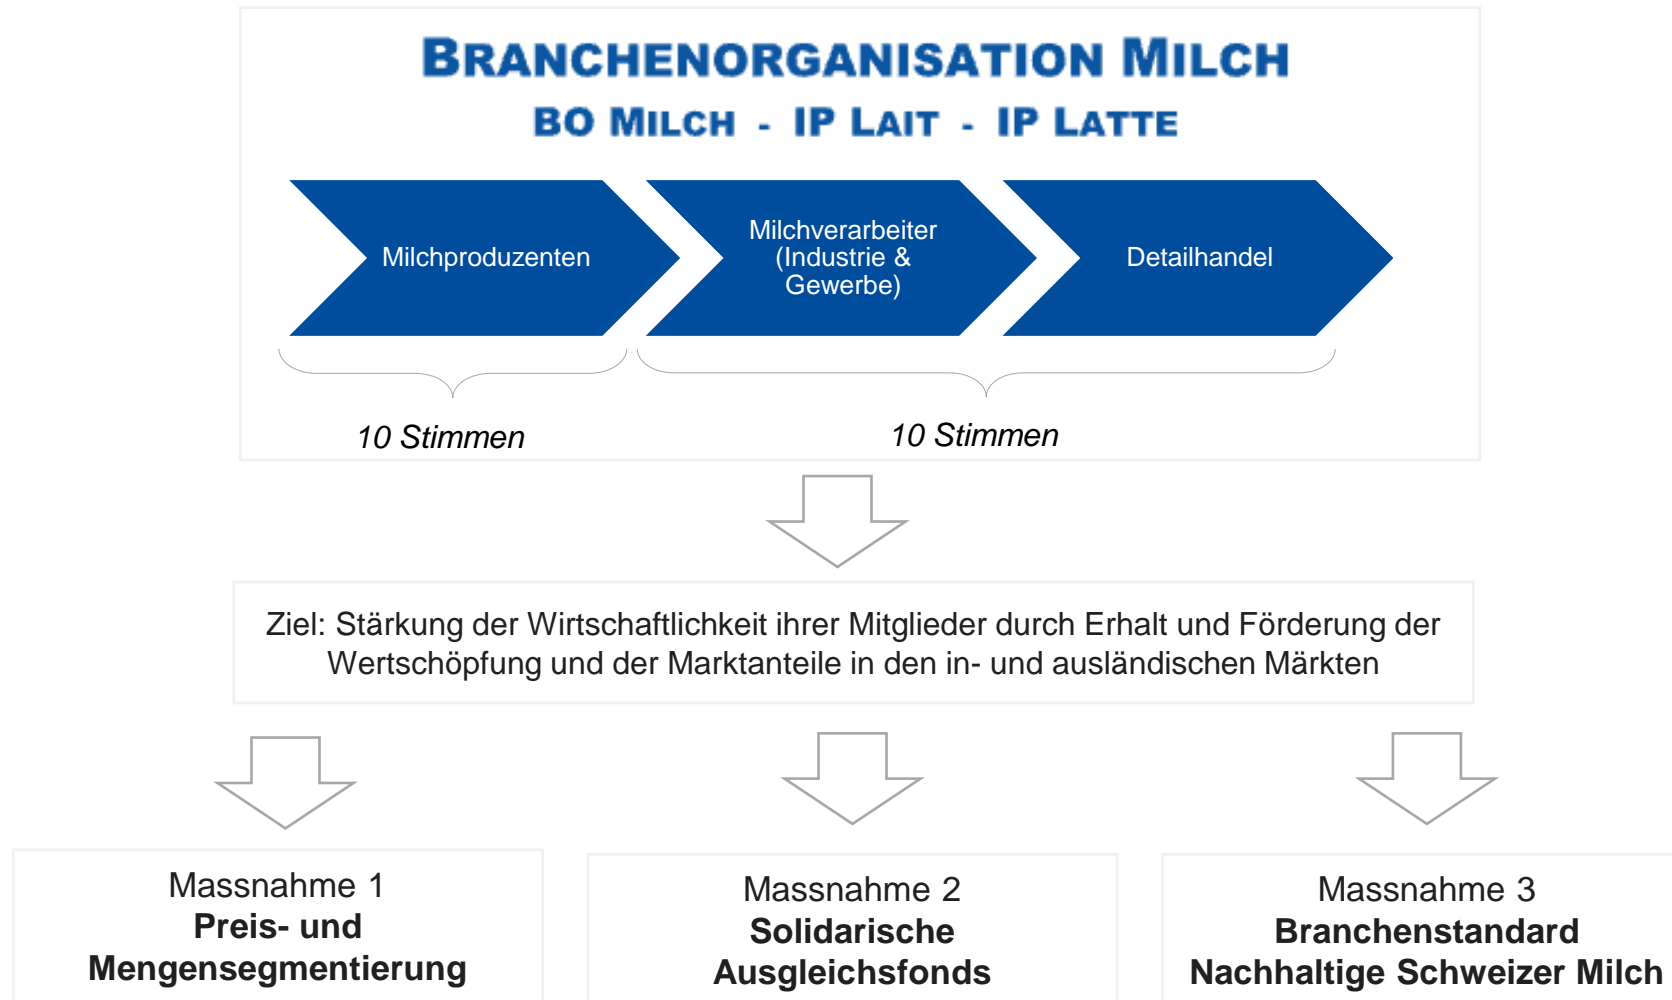 BRANCHENORGANISATION MILCH
BO MILCH - IP LAIT - IP LATTE
Milchproduzenten
Milchverarbeiter
(Industrie &
Gewerbe)
Detailhandel
10 Stimmen
10 Stimmen
Ziel: Stärkung der Wirtschaftlichkeit ihrer Mitglieder durch Erhalt und Förderung der
Wertschöpfung und der Marktanteile in den in- und ausländischen Märkten
Massnahme 1
Preis- und
Mengensegmentierung
Massnahme 2
Solidarische
Ausgleichsfonds
Massnahme 3
Branchenstandard
Nachhaltige Schweizer Milch